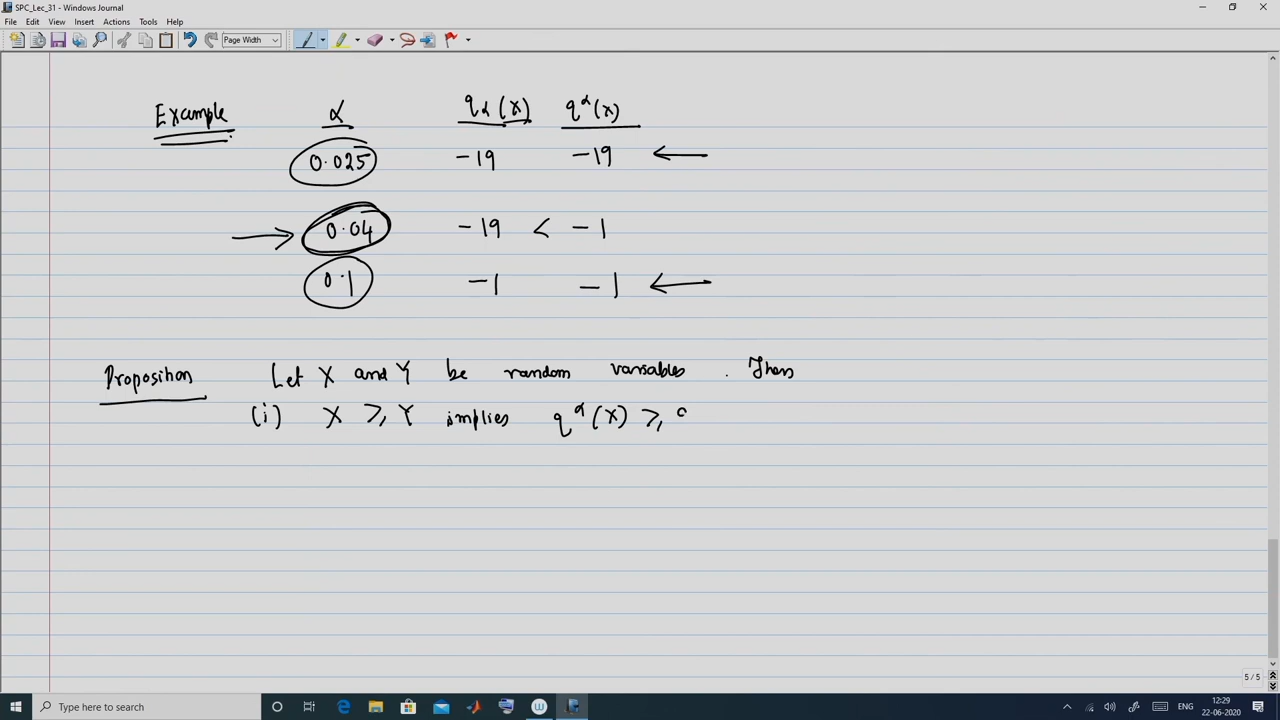 SPC_Lec_31 - Windows Journal
File Edit View Insert Actions Tools Help
Page Width
Example α qα(X) q^α(X)
0.025 -19 -19 ←
→ 0.04 -19 < -1
0.1 -1 -1 ←
Proposition Let X and Y be random variables. Then
(i) X ≥ Y implies q^α(X) ≥
5 / 5
Type here to search
12:29
22-06-2020